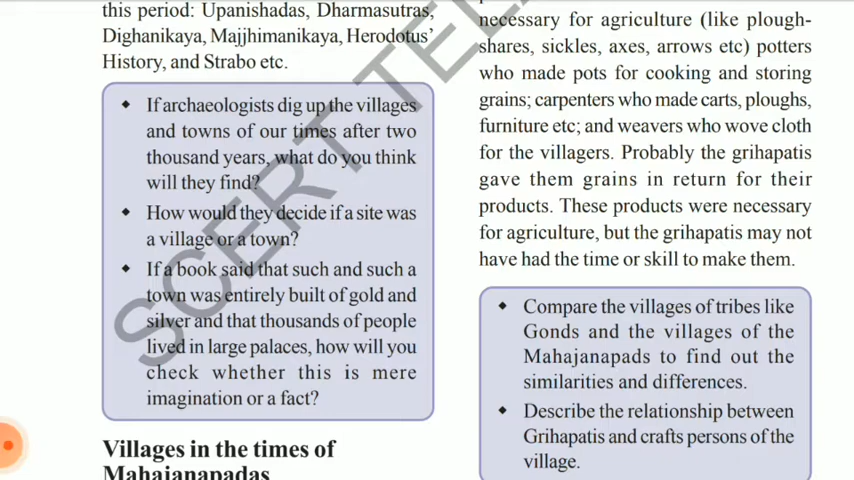 this period: Upanishadas, Dharmasutras,
Dighanikaya, Majjhimanikaya, Herodotus'
History, and Strabo etc.
♦ If archaeologists dig up the villages
and towns of our times after two
thousand years, what do you think
will they find?
♦ How would they decide if a site was
a village or a town?
♦ If a book said that such and such a
town was entirely built of gold and
silver and that thousands of people
lived in large palaces, how will you
check whether this is mere
imagination or a fact?
Villages in the times of
Mahajanapadas
necessary for agriculture (like plough-
shares, sickles, axes, arrows etc) potters
who made pots for cooking and storing
grains; carpenters who made carts, ploughs,
furniture etc; and weavers who wove cloth
for the villagers. Probably the grihapatis
gave them grains in return for their
products. These products were necessary
for agriculture, but the grihapatis may not
have had the time or skill to make them.
♦ Compare the villages of tribes like
Gonds and the villages of the
Mahajanapads to find out the
similarities and differences.
♦ Describe the relationship between
Grihapatis and crafts persons of the
village.
SCERT TEL